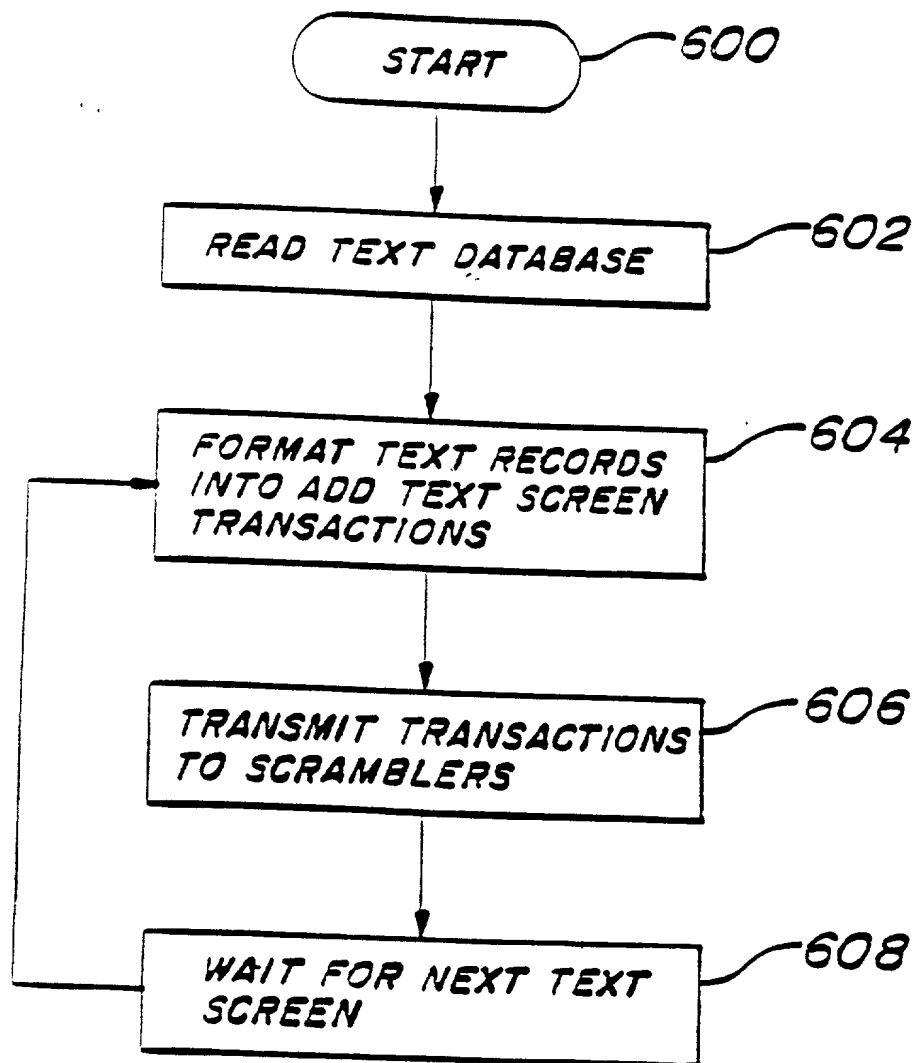 START
600
READ TEXT DATABASE
602
FORMAT TEXT RECORDS
INTO ADD TEXT SCREEN
TRANSACTIONS
604
TRANSMIT TRANSACTIONS
TO SCRAMBLERS
606
WAIT FOR NEXT TEXT
SCREEN
608